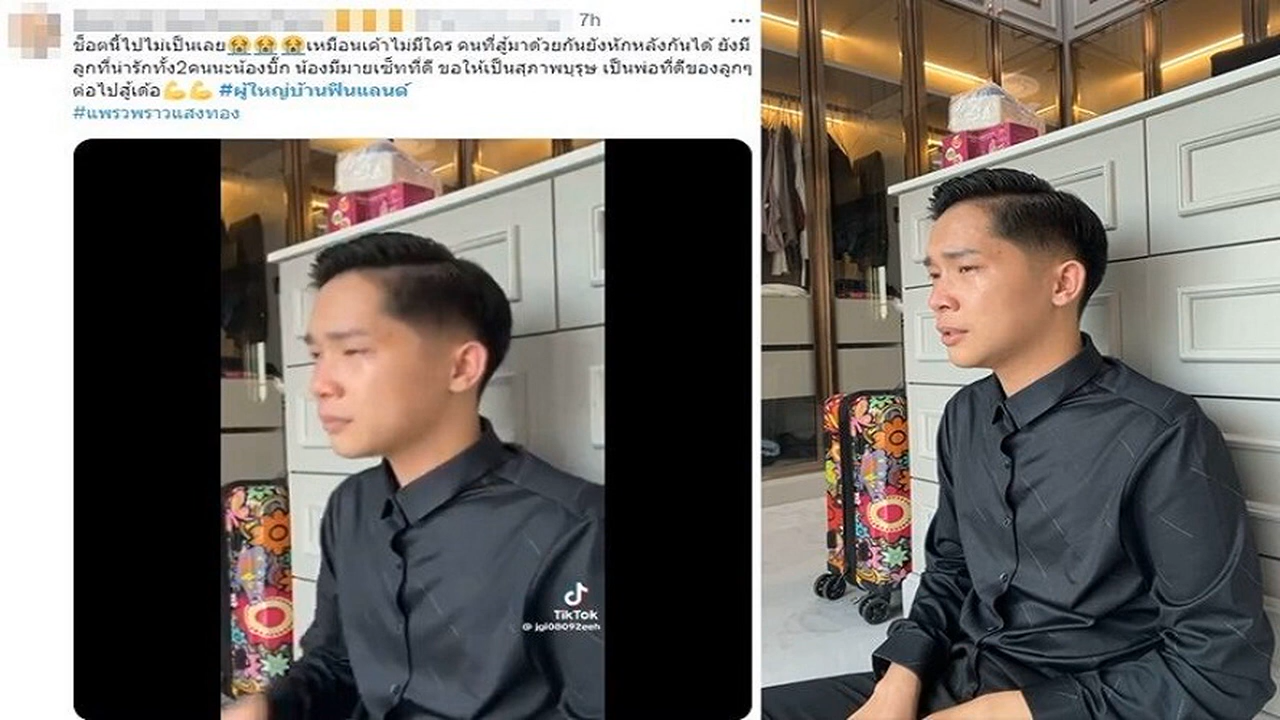 7h
ช็อตนี้ไปไม่เป็นเลย😭😭😭เหมือนเค้าไม่มีใคร คนที่สู้มาด้วยกันยังหักหลังกันได้ ยังมี
ลูกที่น่ารักทั้ง2คนนะน้องบิ๊ก น้องมีมายเซ็ทที่ดี ขอให้เป็นสุภาพบุรุษ เป็นพ่อที่ดีของลูกๆ
ต่อไปสู้เด้อ💪💪 #ผู้ใหญ่บ้านฟินแลนด์
#แพรวพราวแสงทอง
TikTok
@jgi08092eeh